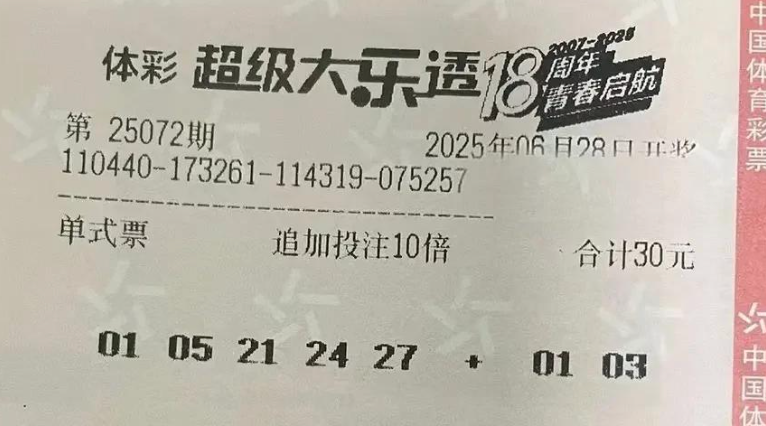 体彩 超级大乐透 18 2007-2025
周年
青春启航
第 25072期 2025年06月28日开奖
110440-173261-114319-075257
单式票 追加投注10倍 合计30元
01 05 21 24 27 + 01 03
中国体育彩票
中国体